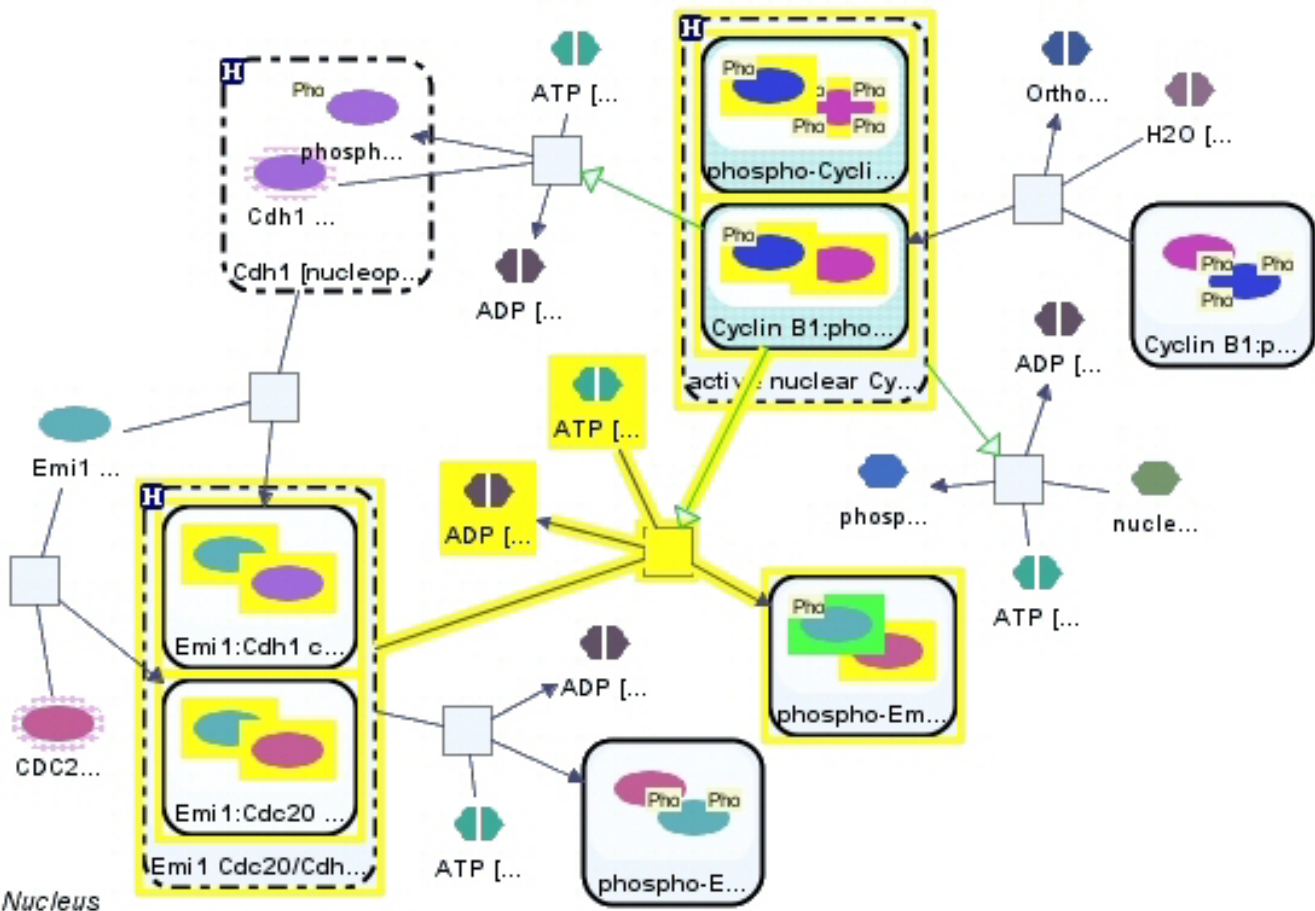 H
H
Pho
ATP [...
Pho
Pho
Pho
Pho
Ortho...
H2O [...
Pho
phosph...
phospho-Cycli...
Cdh1 ...
Pho
Pho
Pho
Pho
Cdh1 [nucleop...
ADP [...
Cyclin B1:pho...
ADP [...
Cyclin B1:p...
active nuclear Cy...
ATP [...
Emi1 ...
H
ADP [...
phosp...
nucle...
Pho
ATP [...
Emi1:Cdh1 c...
ADP [...
phospho-Em...
CDC2...
Pho
Pho
Emi1:Cdc20 ...
ATP [...
Emi1 Cdc20/Cdh...
phospho-E...
Nucleus